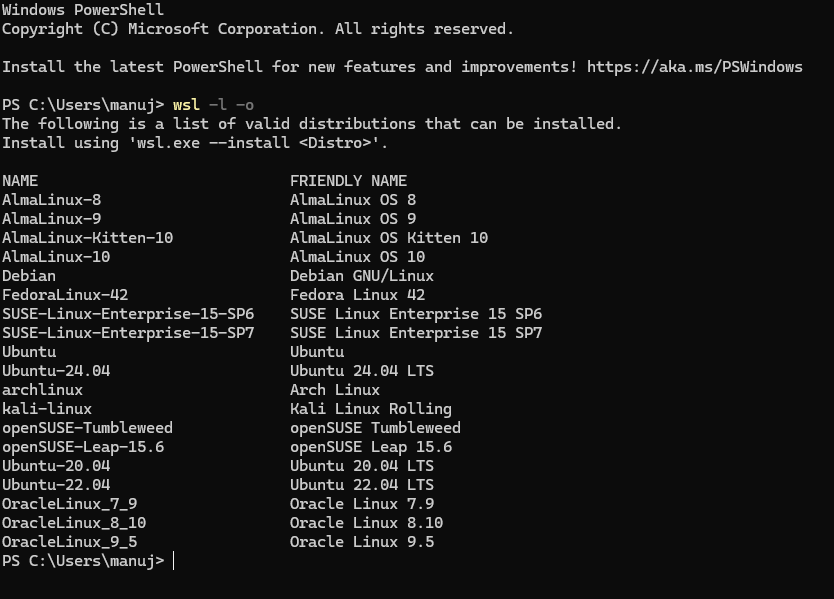 Windows PowerShell
Copyright (C) Microsoft Corporation. All rights reserved.
Install the latest PowerShell for new features and improvements! https://aka.ms/PSWindows
PS C:\Users\manuj> wsl -l -o
The following is a list of valid distributions that can be installed.
Install using 'wsl.exe --install <Distro>'.
NAME FRIENDLY NAME
AlmaLinux-8 AlmaLinux OS 8
AlmaLinux-9 AlmaLinux OS 9
AlmaLinux-Kitten-10 AlmaLinux OS Kitten 10
AlmaLinux-10 AlmaLinux OS 10
Debian Debian GNU/Linux
FedoraLinux-42 Fedora Linux 42
SUSE-Linux-Enterprise-15-SP6 SUSE Linux Enterprise 15 SP6
SUSE-Linux-Enterprise-15-SP7 SUSE Linux Enterprise 15 SP7
Ubuntu Ubuntu
Ubuntu-24.04 Ubuntu 24.04 LTS
archlinux Arch Linux
kali-linux Kali Linux Rolling
openSUSE-Tumbleweed openSUSE Tumbleweed
openSUSE-Leap-15.6 openSUSE Leap 15.6
Ubuntu-20.04 Ubuntu 20.04 LTS
Ubuntu-22.04 Ubuntu 22.04 LTS
OracleLinux_7_9 Oracle Linux 7.9
OracleLinux_8_10 Oracle Linux 8.10
OracleLinux_9_5 Oracle Linux 9.5
PS C:\Users\manuj>